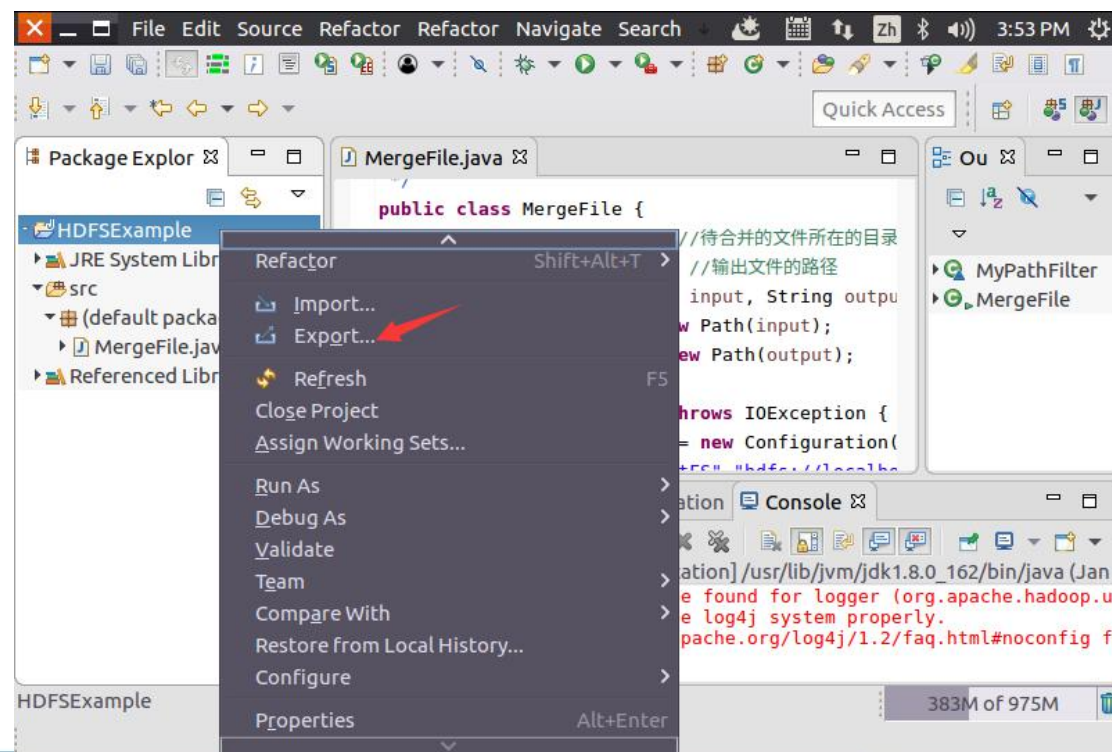 File Edit Source Refactor Refactor Navigate Search Zh 3:53 PM
Quick Access
Package Explor
MergeFile.java
Ou
HDFSExample
JRE System Libr
src
(default packa
MergeFile.jav
Referenced Libr
*/
public class MergeFile {
//待合并的文件所在的目录
//输出文件的路径
input, String outpu
w Path(input);
ew Path(output);
hrows IOException {
= new Configuration(
MyPathFilter
MergeFile
Refactor Shift+Alt+T
Import...
Export...
Refresh F5
Close Project
Assign Working Sets...
Run As
Debug As
Validate
Team
Compare With
Restore from Local History...
Configure
Properties Alt+Enter
ation Console
ation] /usr/lib/jvm/jdk1.8.0_162/bin/java (Jan
e found for logger (org.apache.hadoop.u
e log4j system properly.
pache.org/log4j/1.2/faq.html#noconfig f
HDFSExample
383M of 975M